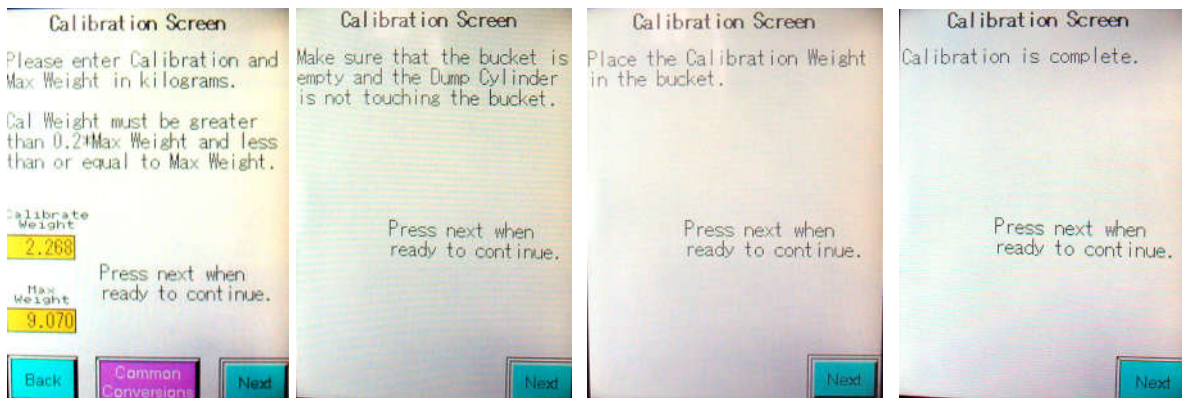 Calibration Screen
Please enter Calibration and
Max Weight in kilograms.
Cal Weight must be greater
than 0.2*Max Weight and less
than or equal to Max Weight.
Calibrate
Weight
2.268
Max
Weight
9.070
Press next when
ready to continue.
Back
Common
Conversions
Next
Calibration Screen
Make sure that the bucket is
empty and the Dump Cylinder
is not touching the bucket.
Press next when
ready to continue.
Next
Calibration Screen
Place the Calibration Weight
in the bucket.
Press next when
ready to continue.
Next
Calibration Screen
Calibration is complete.
Press next when
ready to continue.
Next